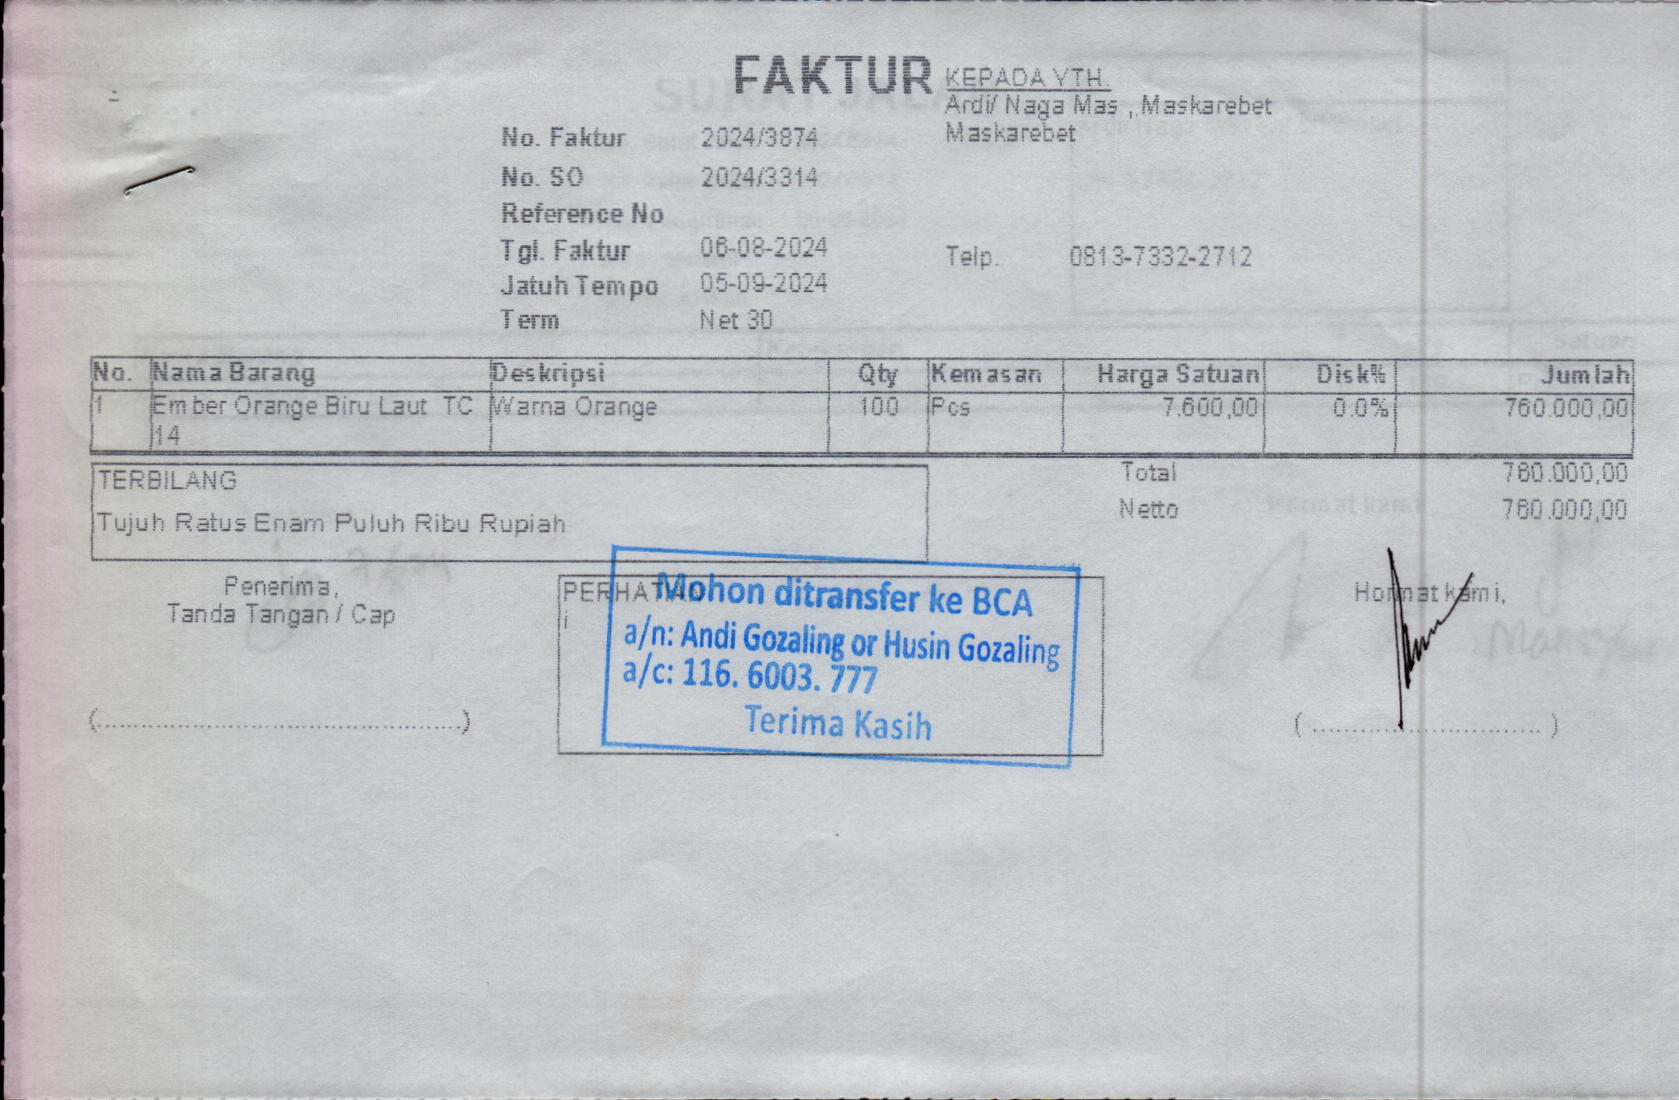 FAKTUR
KEPADA YTH.
Ardi/ Naga Mas , Maskarebet
Maskarebet
No. Faktur 2024/3874
No. SO 2024/3314
Reference No
Tgl. Faktur 06-08-2024
Telp. 0813-7332-2712
Jatuh Tempo 05-09-2024
Term Net 30
No. Nama Barang Deskripsi Qty Kemasan Harga Satuan Disk% Jumlah
1 Ember Orange Biru Laut TC Warna Orange 100 Pcs 7.600,00 0.0% 760.000,00
14
TERBILANG
Total 760.000,00
Tujuh Ratus Enam Puluh Ribu Rupiah
Netto 760.000,00
Penerima,
Tanda Tangan / Cap
PERHATIAN
i
Mohon ditransfer ke BCA
a/n: Andi Gozaling or Husin Gozaling
a/c: 116. 6003. 777
Terima Kasih
Hormat kami,
(............................................)
( ............................ )